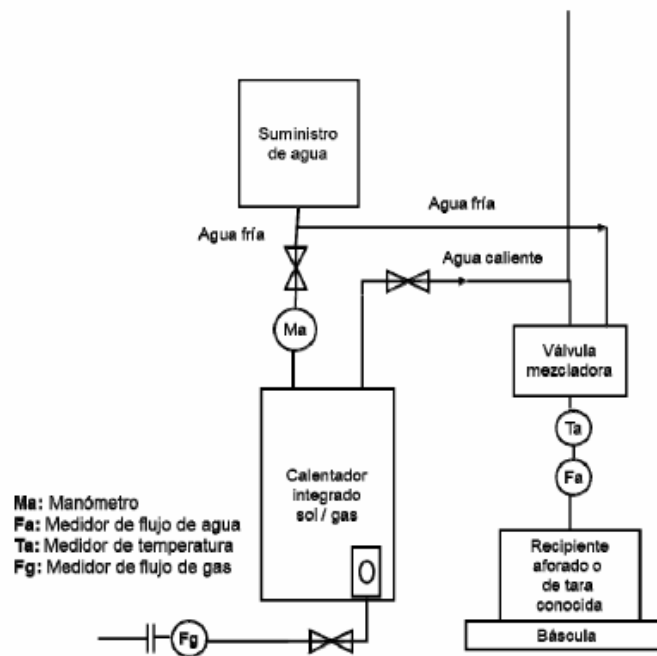 Suministro
de agua
Agua fría
Agua fría
Agua caliente
Ma
Válvula
mezcladora
Ta
Fa
Calentador
integrado
sol / gas
Ma: Manómetro
Fa: Medidor de flujo de agua
Ta: Medidor de temperatura
Fg: Medidor de flujo de gas
Recipiente
aforado o
de tara
conocida
Báscula
Fg